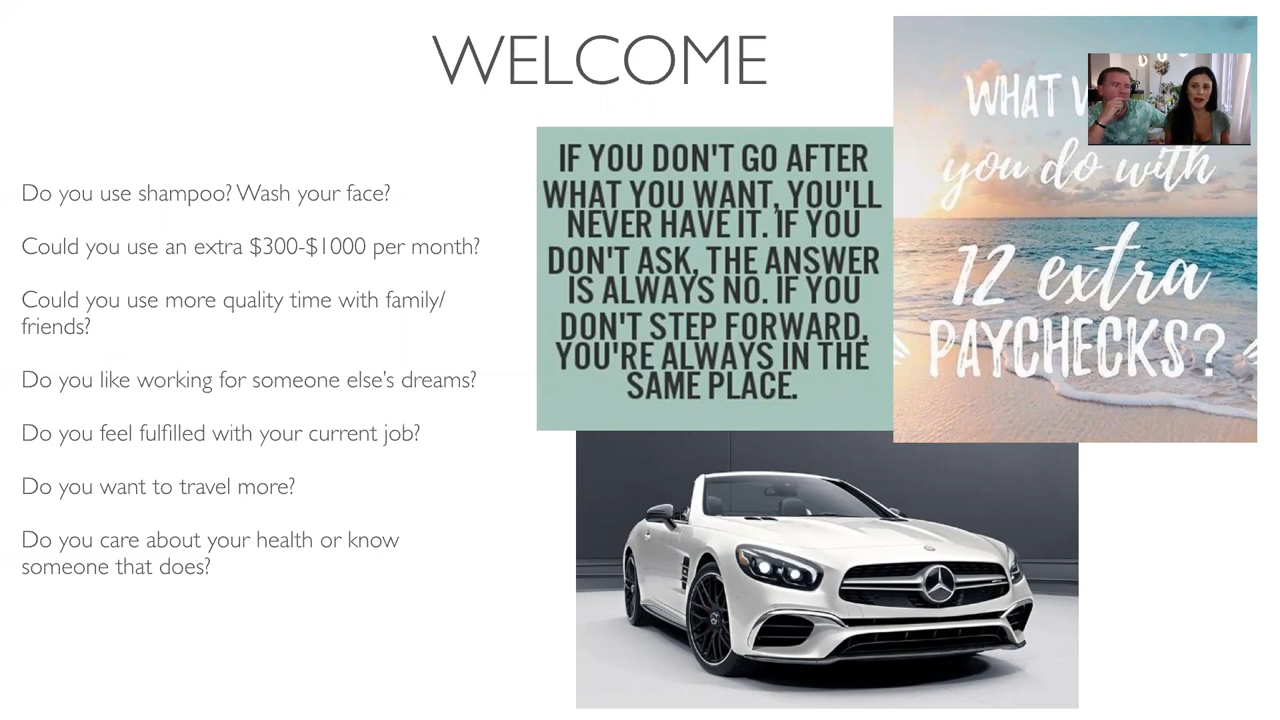 WELCOME
Do you use shampoo? Wash your face?
Could you use an extra $300-$1000 per month?
Could you use more quality time with family/
friends?
Do you like working for someone else's dreams?
Do you feel fulfilled with your current job?
Do you want to travel more?
Do you care about your health or know
someone that does?
IF YOU DON'T GO AFTER
WHAT YOU WANT, YOU'LL
NEVER HAVE IT. IF YOU
DON'T ASK, THE ANSWER
IS ALWAYS NO. IF YOU
DON'T STEP FORWARD,
YOU'RE ALWAYS IN THE
SAME PLACE.
WHAT
you do with
12 extra
PAYCHECKS?